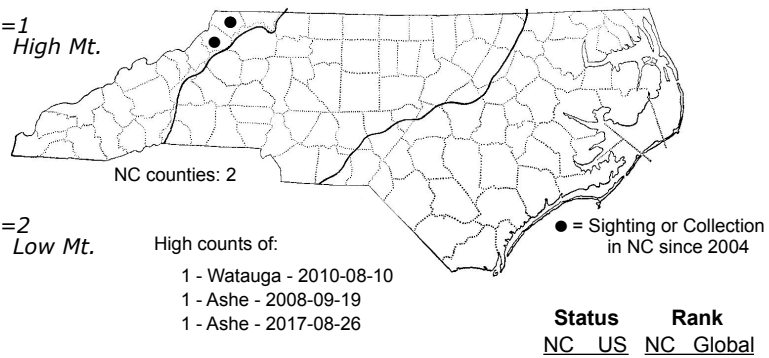 =1
High Mt.
NC counties: 2
=2
Low Mt.
High counts of:
1 - Watauga - 2010-08-10
1 - Ashe - 2008-09-19
1 - Ashe - 2017-08-26
● = Sighting or Collection
in NC since 2004
Status Rank
NC US NC Global